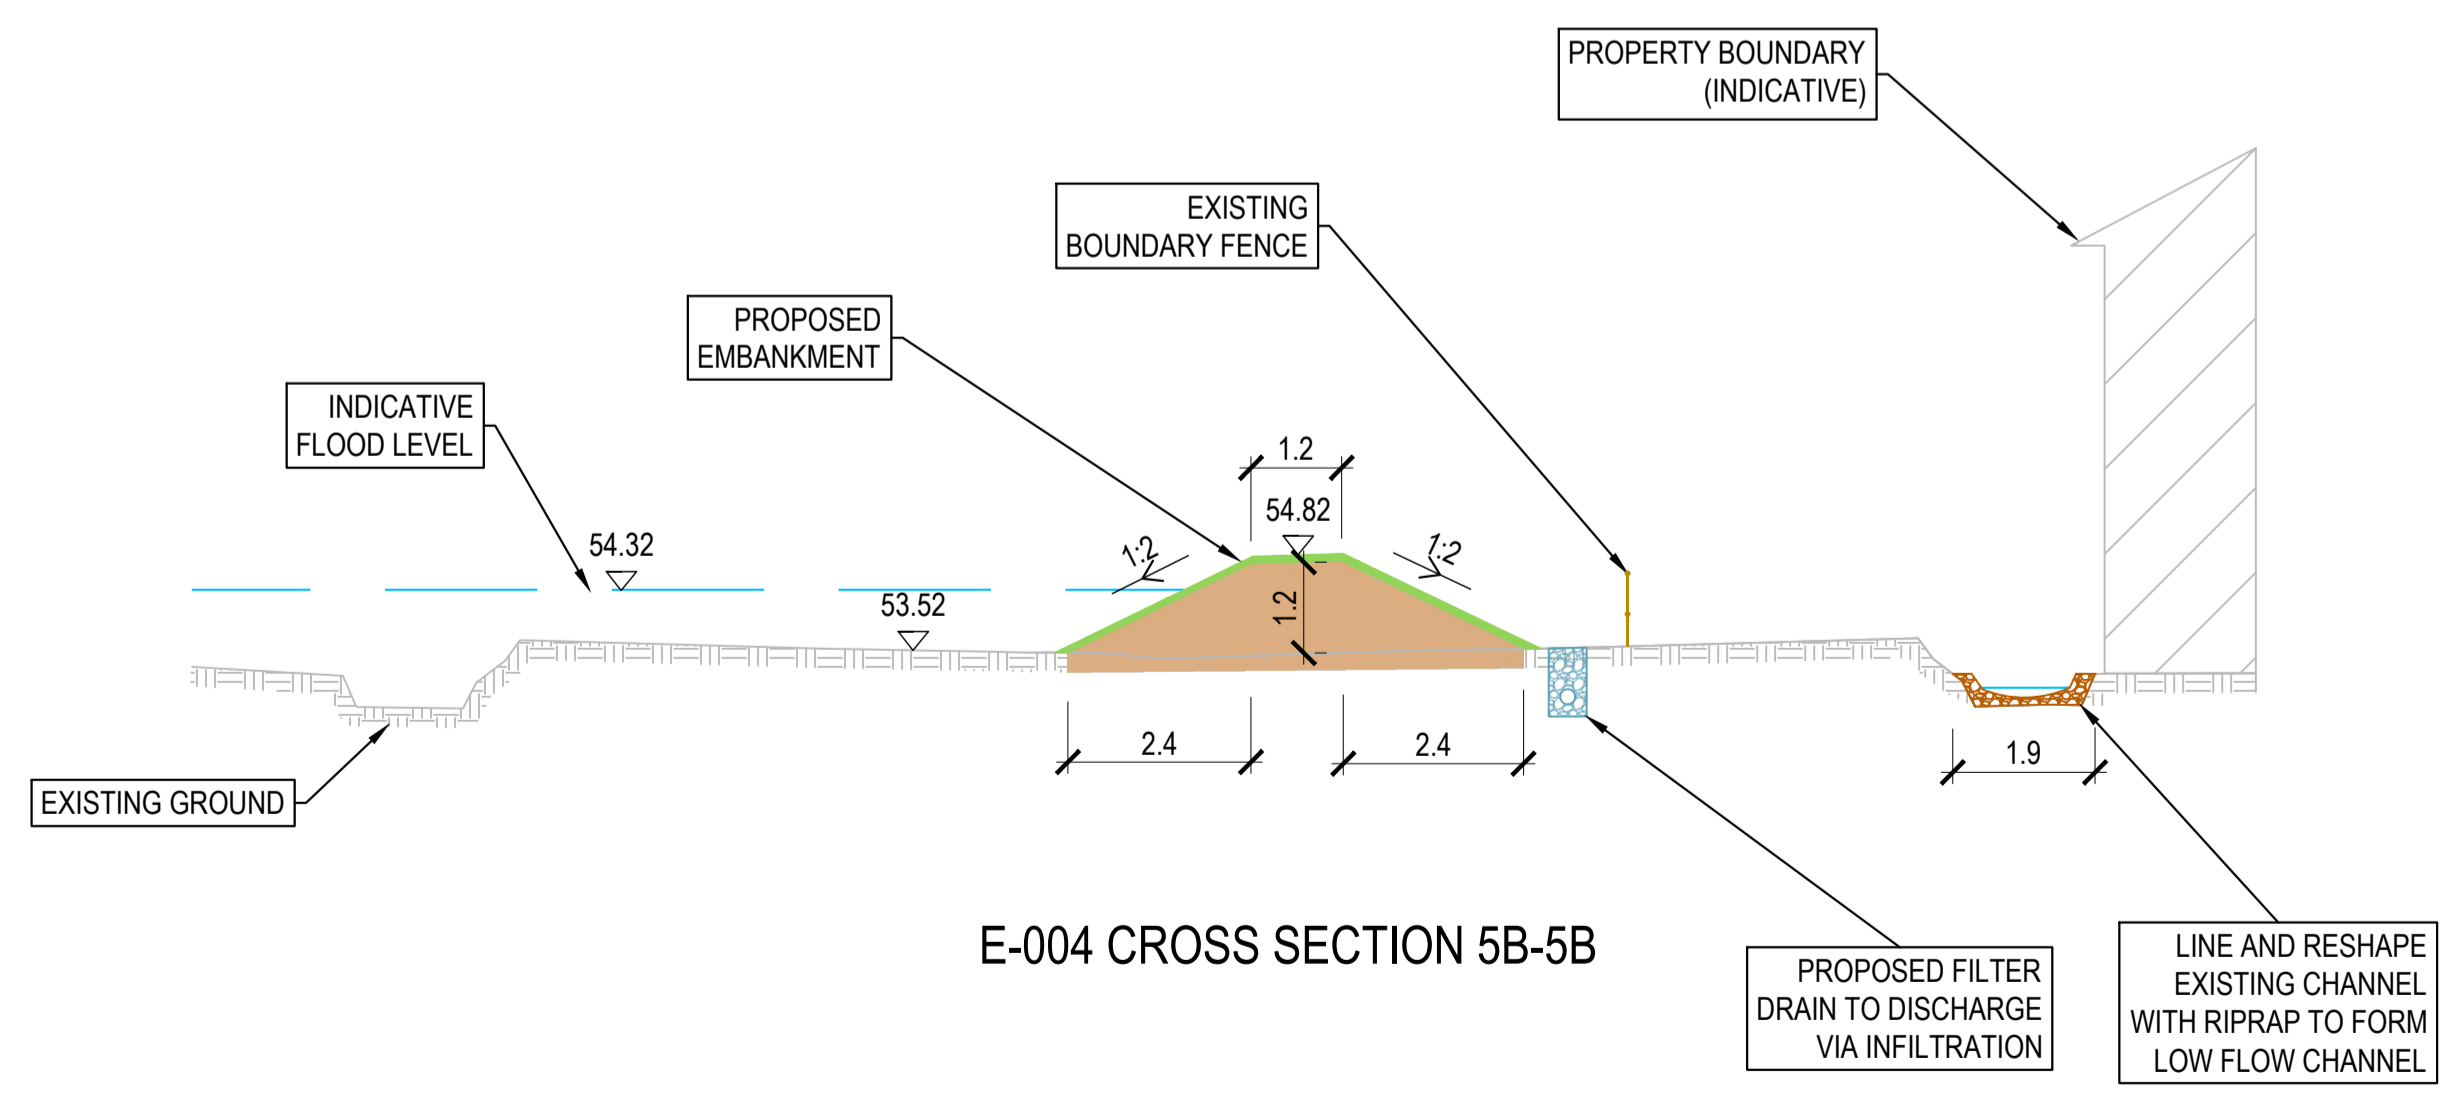 PROPERTY BOUNDARY
(INDICATIVE)
EXISTING
BOUNDARY FENCE
PROPOSED
EMBANKMENT
INDICATIVE
FLOOD LEVEL
1.2
54.82
54.32
1:2
1:2
53.52
1.2
2.4
2.4
1.9
EXISTING GROUND
E-004 CROSS SECTION 5B-5B
PROPOSED FILTER
DRAIN TO DISCHARGE
VIA INFILTRATION
LINE AND RESHAPE
EXISTING CHANNEL
WITH RIPRAP TO FORM
LOW FLOW CHANNEL